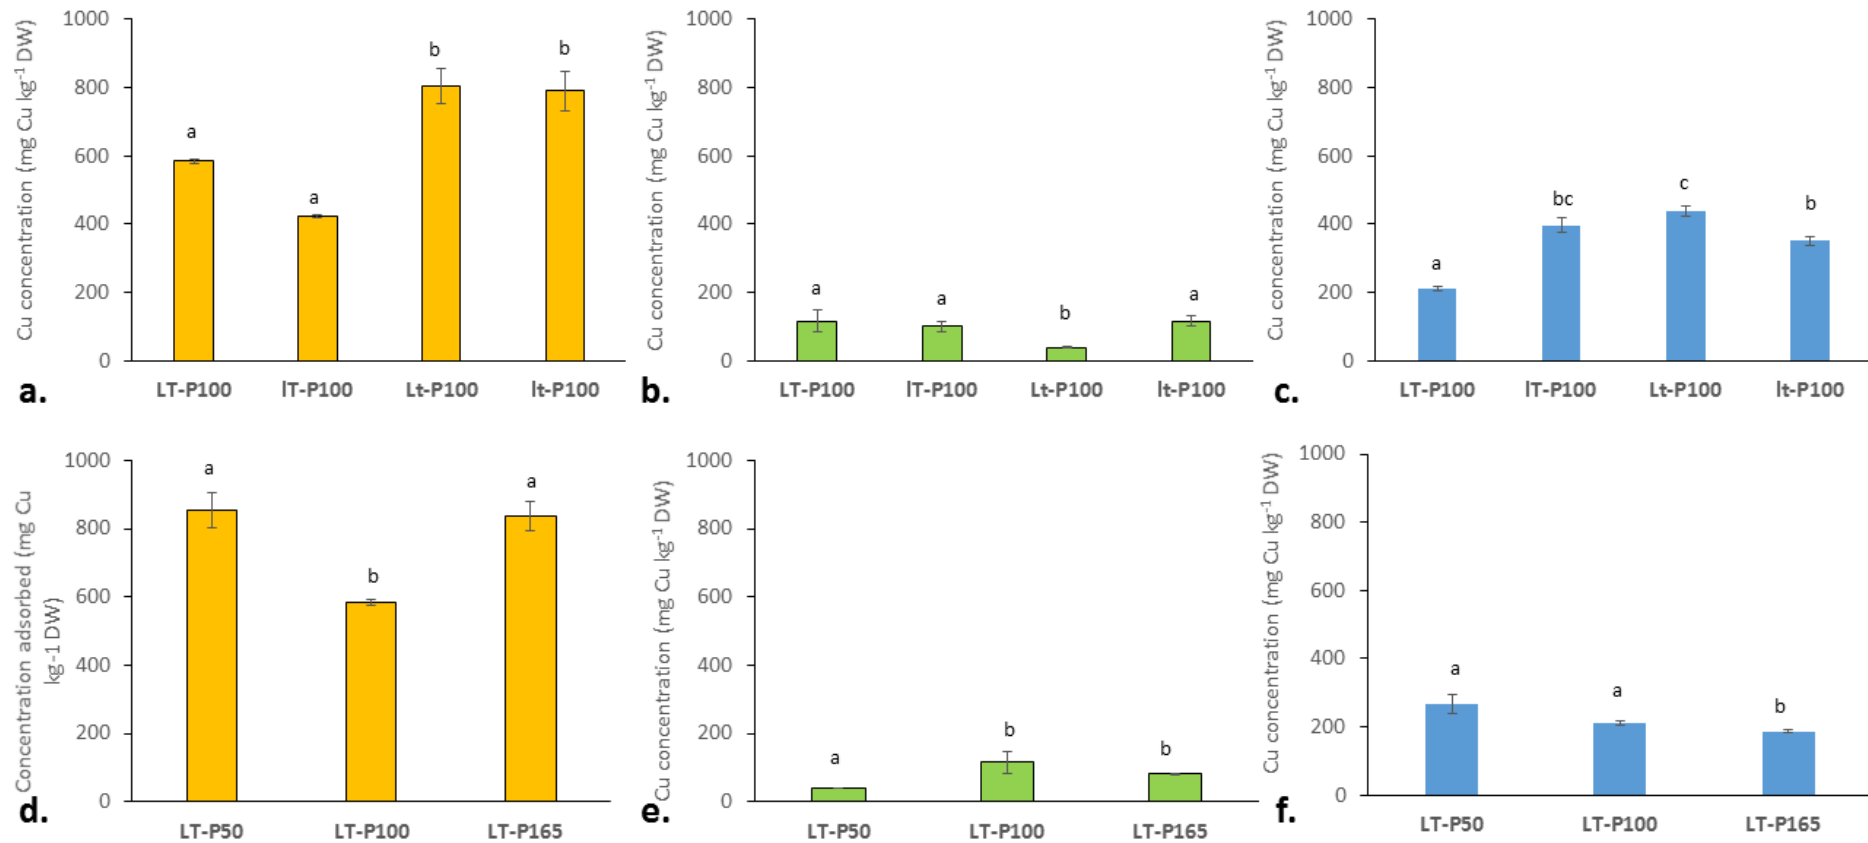 Cu concentration (mg Cu kg-1 DW)
1000
800
600
400
200
0
a
a
b
b
LT-P100 lT-P100 Lt-P100 lt-P100
a.
Cu concentration (mg Cu kg-1 DW)
1000
800
600
400
200
0
a
a
b
a
LT-P100 lT-P100 Lt-P100 lt-P100
b.
Cu concentration (mg Cu kg-1 DW)
1000
800
600
400
200
0
a
bc
c
b
LT-P100 lT-P100 Lt-P100 lt-P100
c.
Concentration adsorbed (mg Cu
kg-1 DW)
1000
800
600
400
200
0
a
b
a
LT-P50 LT-P100 LT-P165
d.
Cu concentration (mg Cu kg-1 DW)
1000
800
600
400
200
0
a
b
b
LT-P50 LT-P100 LT-P165
e.
Cu concentration (mg Cu kg-1 DW)
1000
800
600
400
200
0
a
a
b
LT-P50 LT-P100 LT-P165
f.